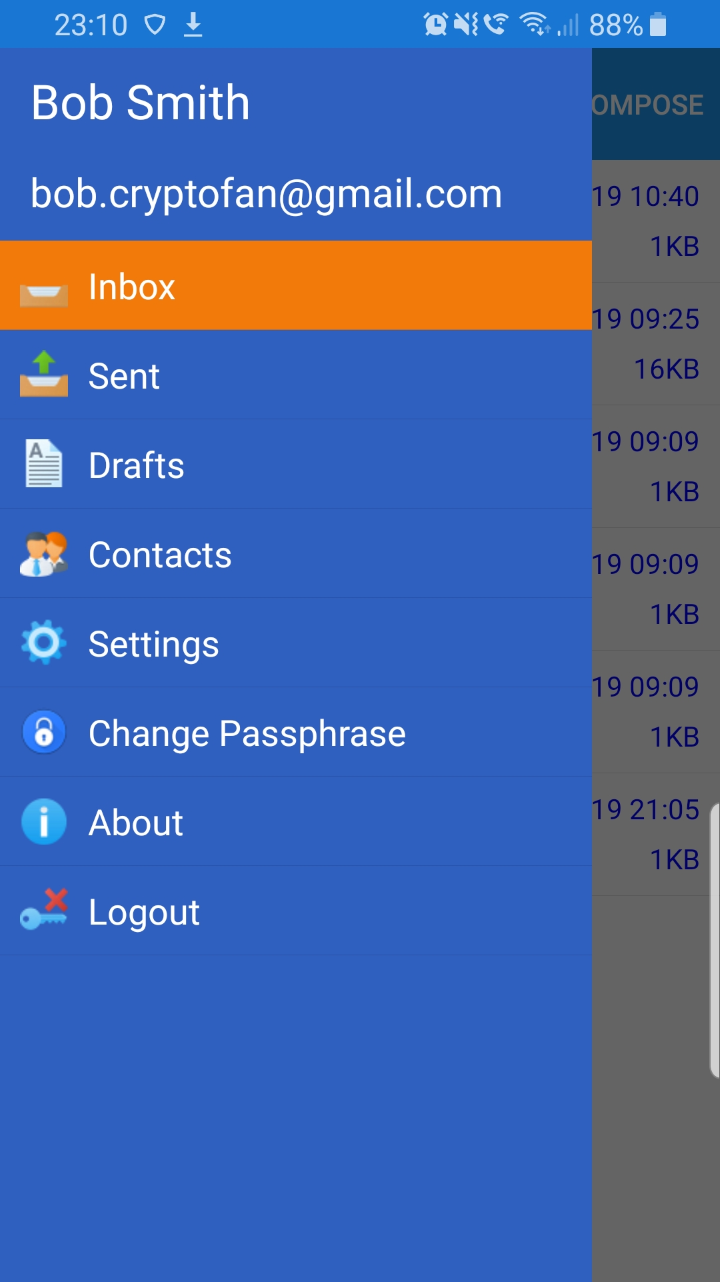 23:10 88%
Bob Smith
OMPOSE
bob.cryptofan@gmail.com
19 10:40
1KB
Inbox
19 09:25
16KB
Sent
19 09:09
1KB
Drafts
19 09:09
1KB
Contacts
19 09:09
1KB
Settings
Change Passphrase
19 21:05
1KB
About
Logout